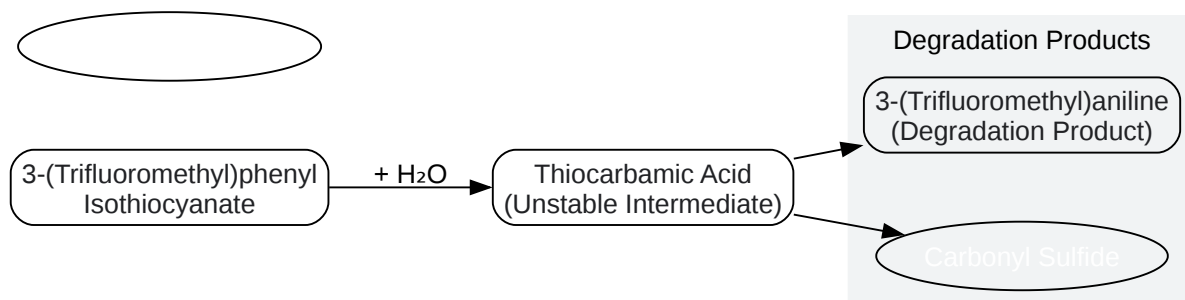 Degradation Products
3-(Trifluoromethyl)aniline
(Degradation Product)
3-(Trifluoromethyl)phenyl
Isothiocyanate
+ H₂O
Thiocarbamic Acid
(Unstable Intermediate)
Carbonyl Sulfide